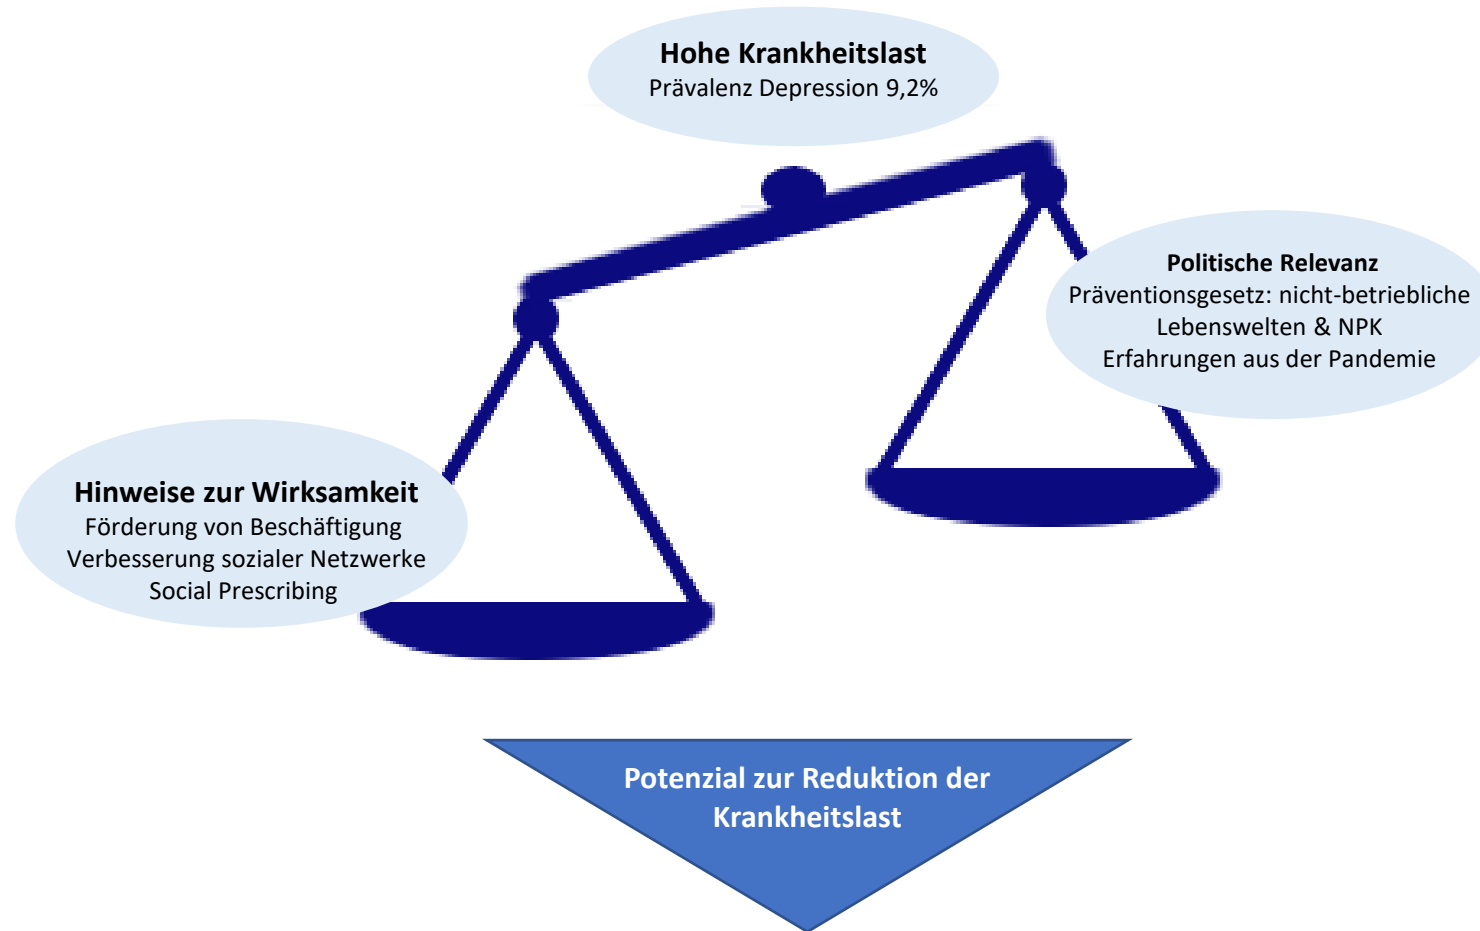 Hohe Krankheitslast
Prävalenz Depression 9,2%
Politische Relevanz
Präventionsgesetz: nicht-betriebliche
Lebenswelten & NPK
Erfahrungen aus der Pandemie
Hinweise zur Wirksamkeit
Förderung von Beschäftigung
Verbesserung sozialer Netzwerke
Social Prescribing
Potenzial zur Reduktion der
Krankheitslast